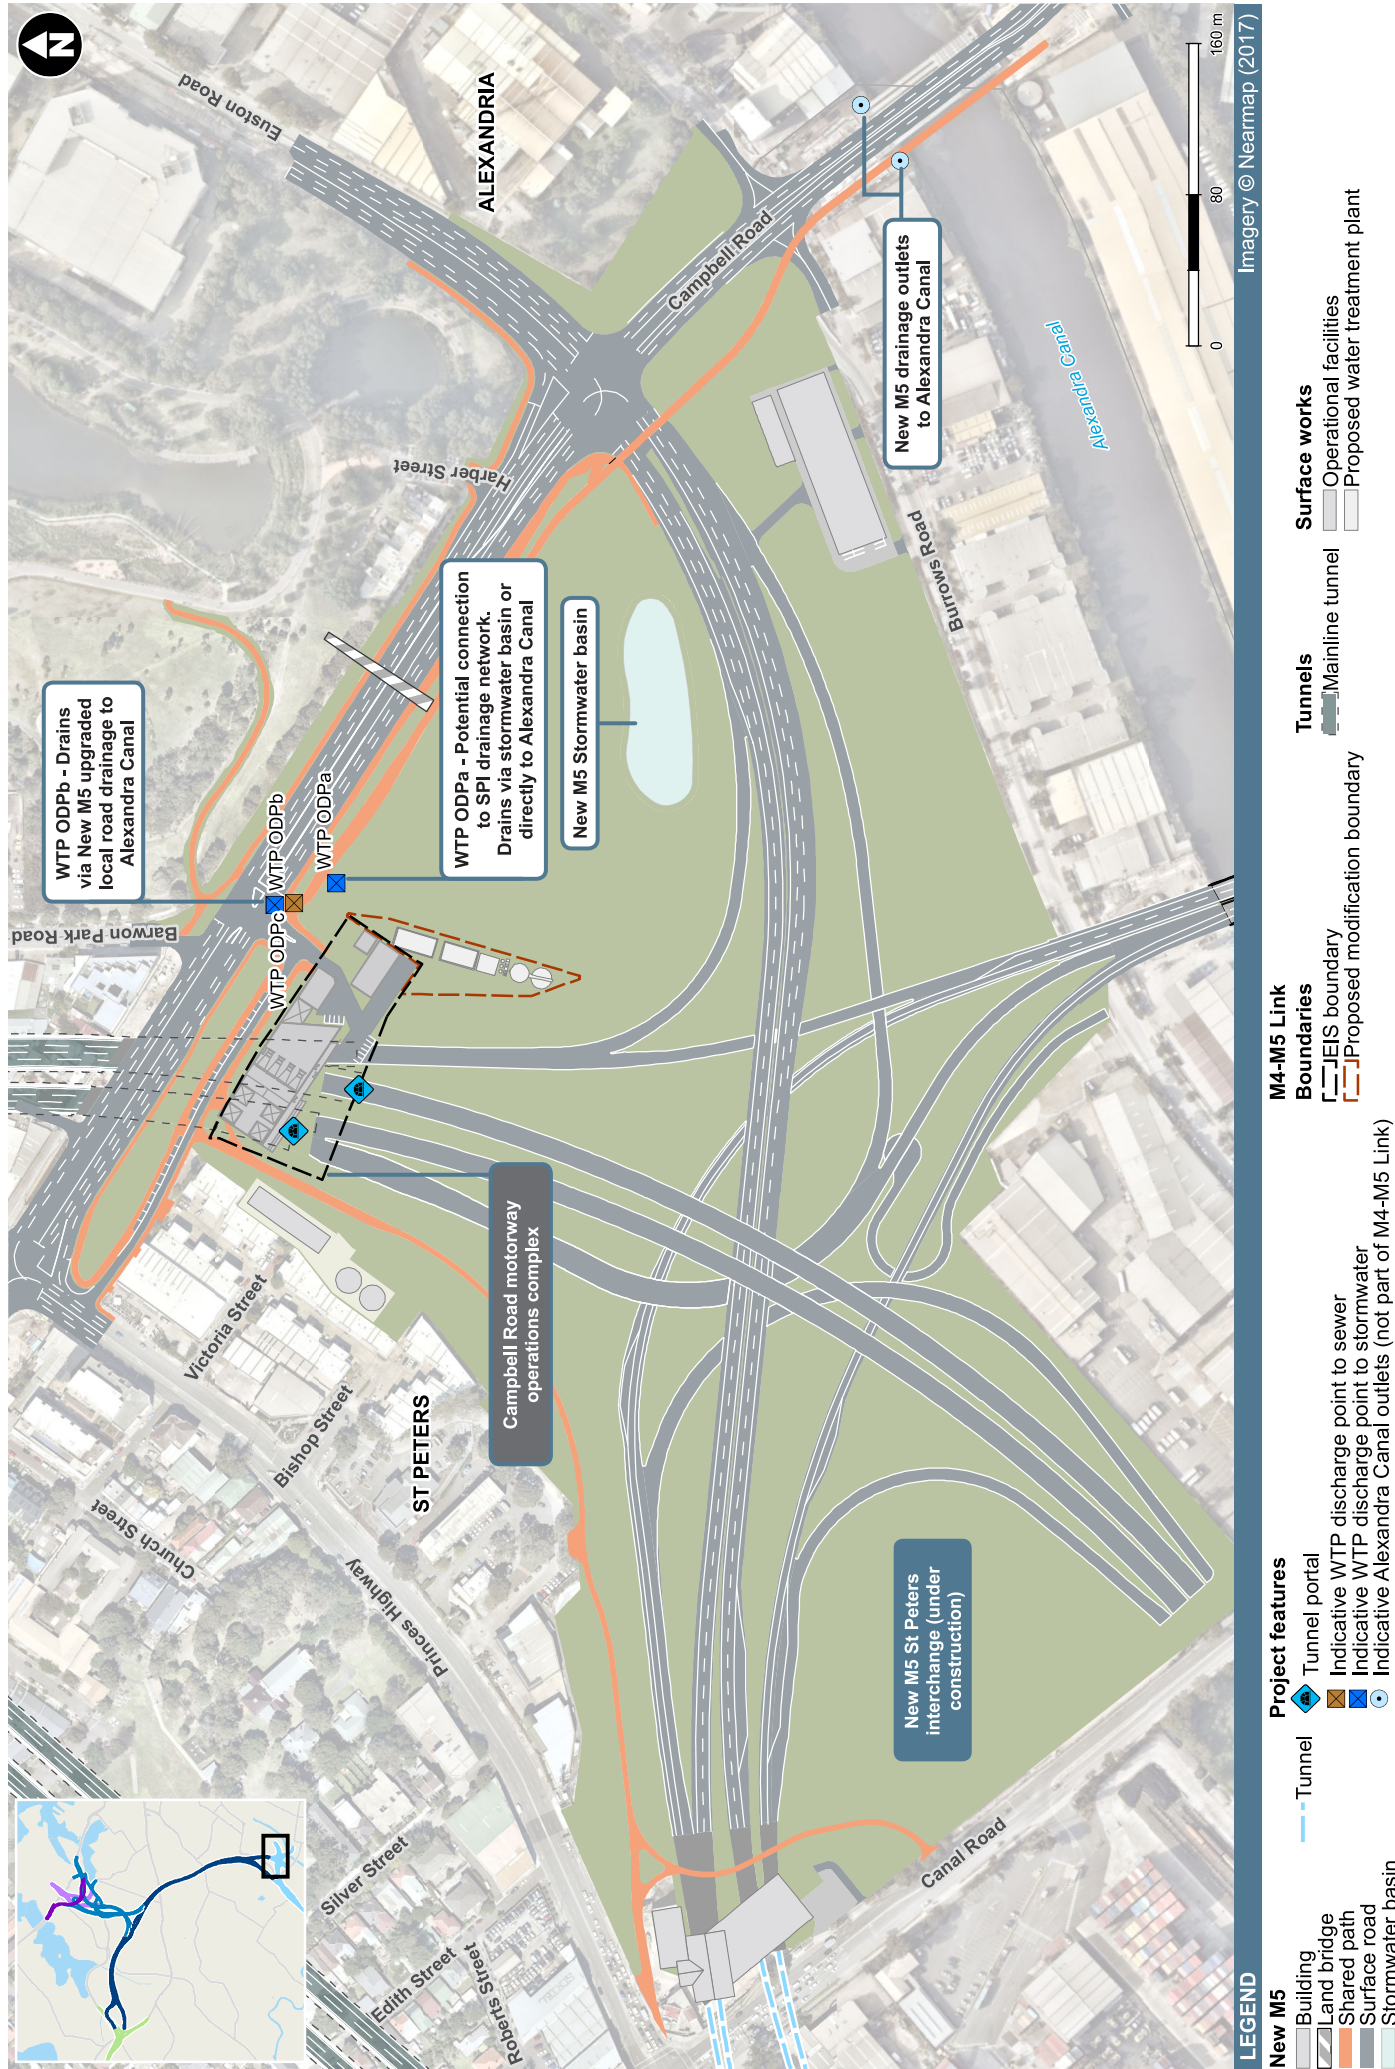 N
Euston Road
ALEXANDRIA
Campbell Road
Harber Street
Barwon Park Road
WTP ODPb - Drains
via New M5 upgraded
local road drainage to
Alexandra Canal
WTP ODPc
WTP ODPb
WTP ODPa
WTP ODPa - Potential connection
to SPI drainage network.
Drains via stormwater basin or
directly to Alexandra Canal
New M5 Stormwater basin
New M5 drainage outlets
to Alexandra Canal
Alexandra Canal
Burrows Road
Victoria Street
Bishop Street
Church Street
Princes Highway
ST PETERS
Campbell Road motorway
operations complex
New M5 St Peters
interchange (under
construction)
Silver Street
Edith Street
Roberts Street
Canal Road
0 80 160 m
LEGEND
Imagery © Nearmap (2017)
New M5
Building
Land bridge
Shared path
Surface road
Stormwater basin
Tunnel
Project features
Tunnel portal
Indicative WTP discharge point to sewer
Indicative WTP discharge point to stormwater
Indicative Alexandra Canal outlets (not part of M4-M5 Link)
M4-M5 Link
Boundaries
EIS boundary
Proposed modification boundary
Tunnels
Mainline tunnel
Surface works
Operational facilities
Proposed water treatment plant